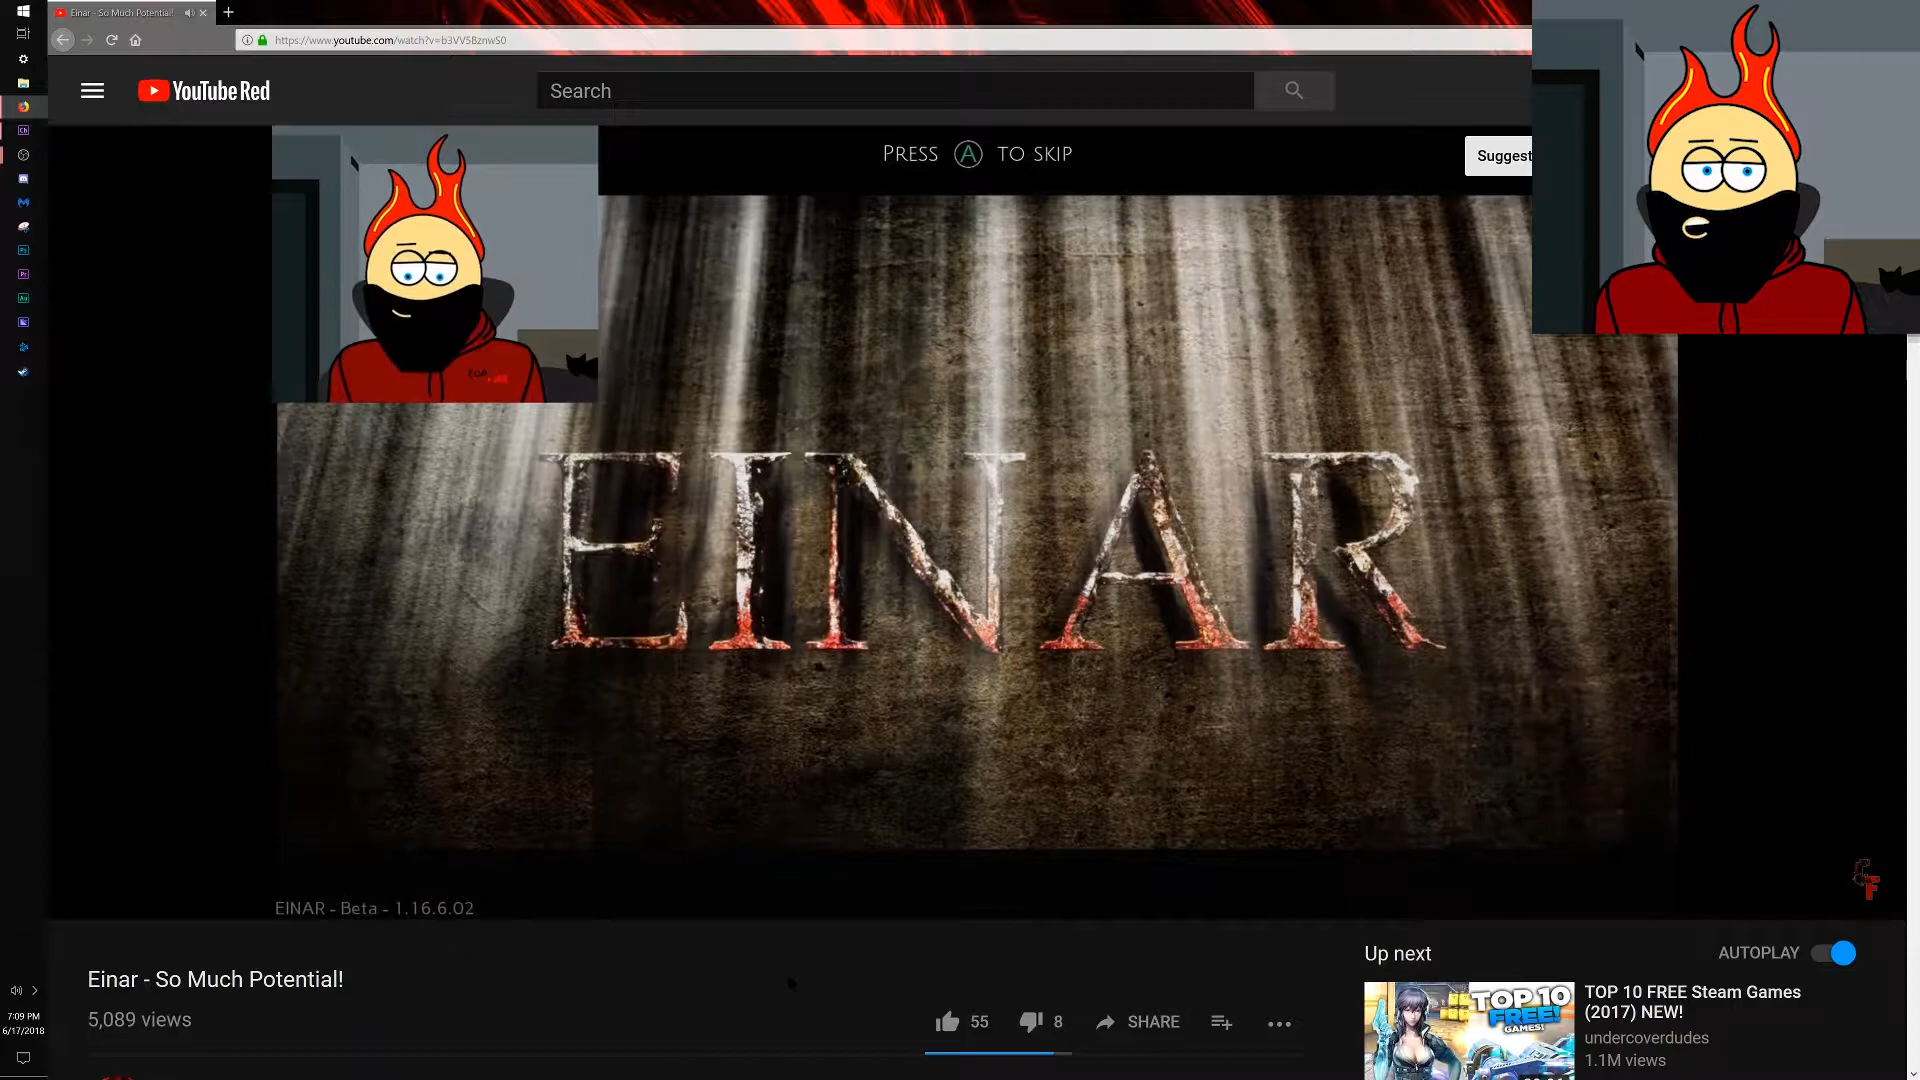 Einar - So Much Potential!
https://www.youtube.com/watch?v=b3VV5BznwS0
YouTube Red
Search
PRESS A TO SKIP
Suggest
EINAR
EINAR - Beta - 1.16.6.02
Einar - So Much Potential!
5,089 views
55
8
SHARE
Up next
AUTOPLAY
TOP 10
FREE!
GAMES!
TOP 10 FREE Steam Games
(2017) NEW!
undercoverdudes
1.1M views
7:09 PM
6/17/2018